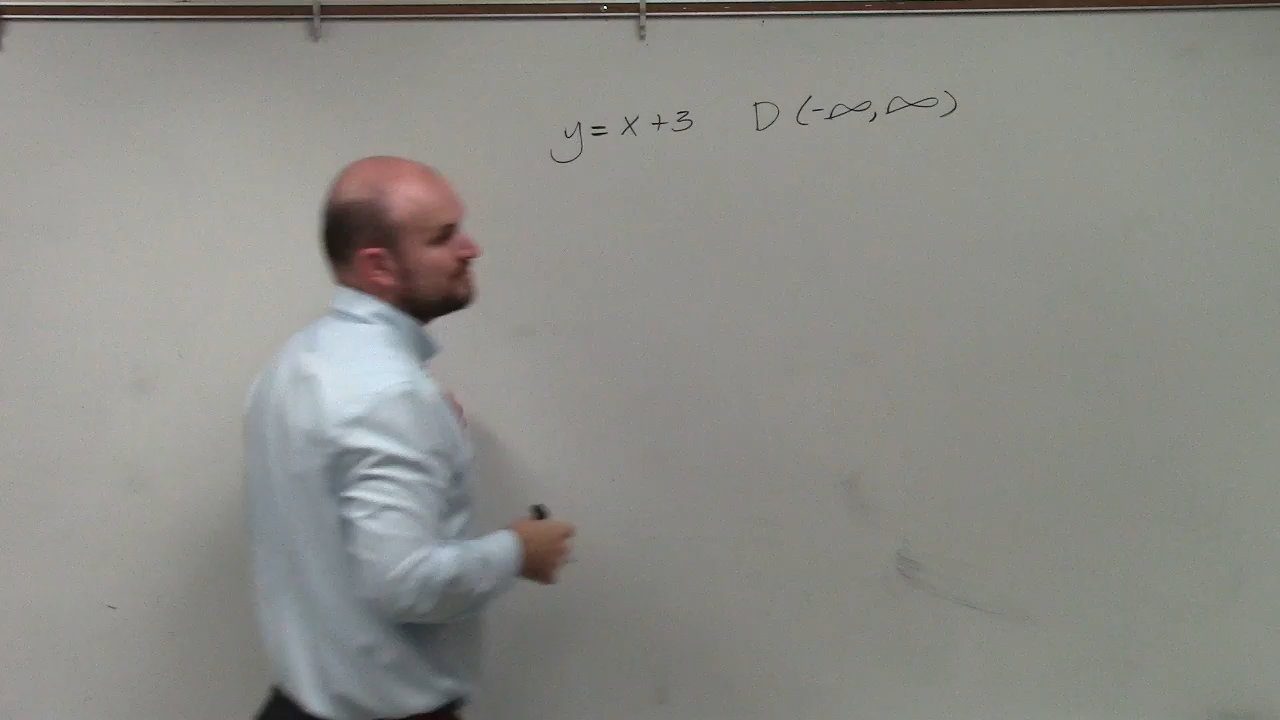 y = x + 3 D (-∞, ∞)